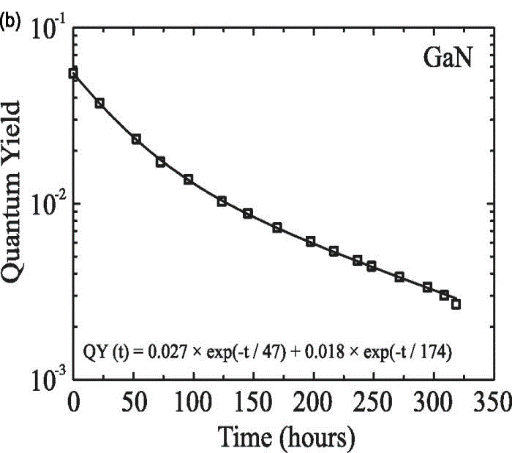 (b)
10⁻¹
GaN
Quantum Yield
10⁻²
QY (t) = 0.027 × exp(-t / 47) + 0.018 × exp(-t / 174)
10⁻³
0 50 100 150 200 250 300 350
Time (hours)